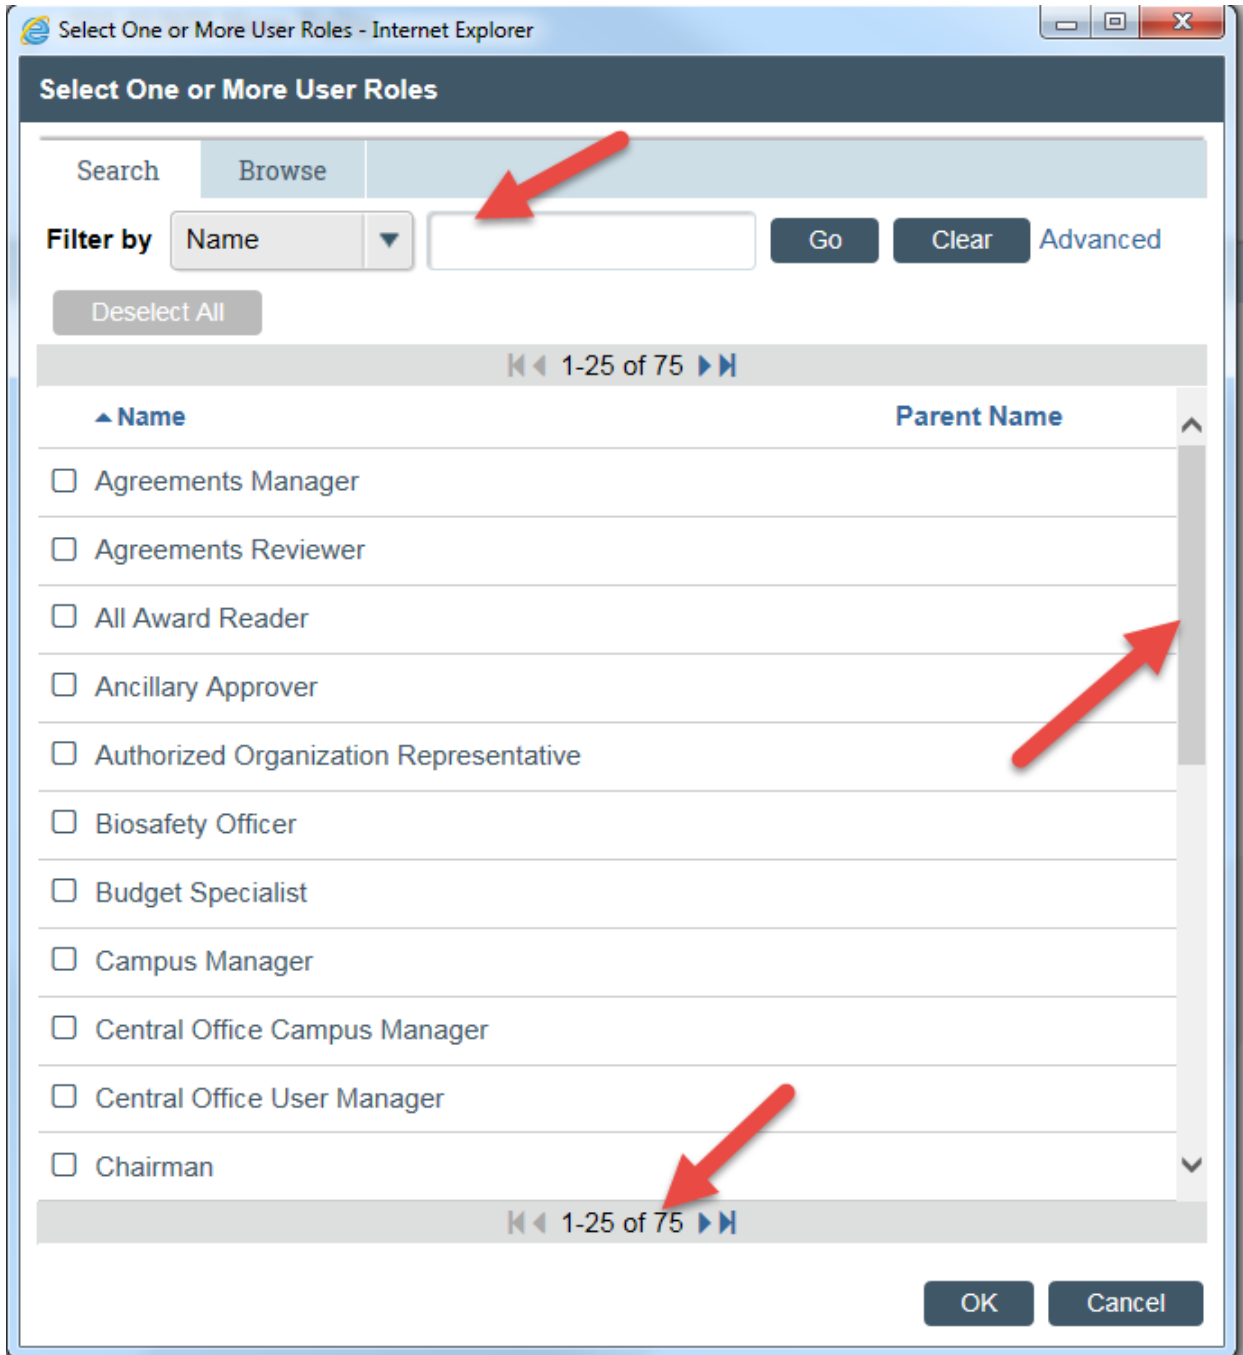 Select One or More User Roles - Internet Explorer
Select One or More User Roles
Search Browse
Filter by Name Go Clear Advanced
Deselect All
1-25 of 75
Name Parent Name
Agreements Manager
Agreements Reviewer
All Award Reader
Ancillary Approver
Authorized Organization Representative
Biosafety Officer
Budget Specialist
Campus Manager
Central Office Campus Manager
Central Office User Manager
Chairman
1-25 of 75
OK Cancel